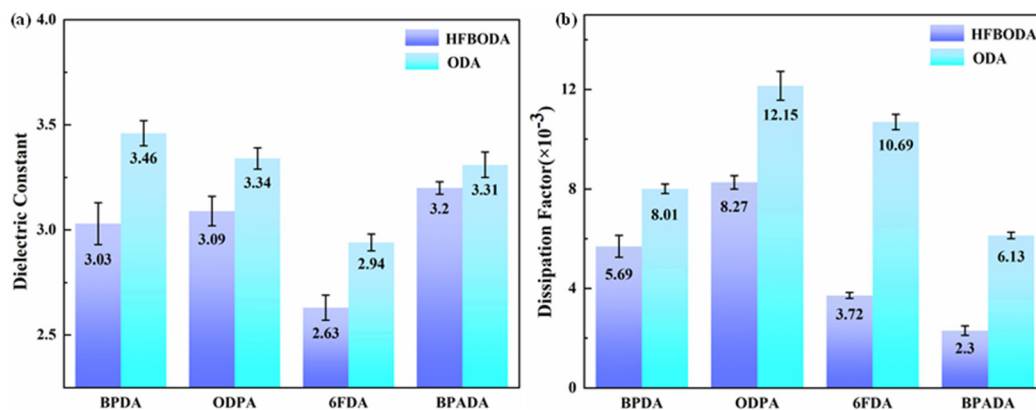 (a)
4.0
3.5
3.0
2.5
Dielectric Constant
HFBODA
ODA
3.03
3.46
3.09
3.34
2.63
2.94
3.2
3.31
BPDA ODPA 6FDA BPADA
(b)
12
8
4
0
Dissipation Factor(×10⁻³)
HFBODA
ODA
5.69
8.01
8.27
12.15
3.72
10.69
2.3
6.13
BPDA ODPA 6FDA BPADA